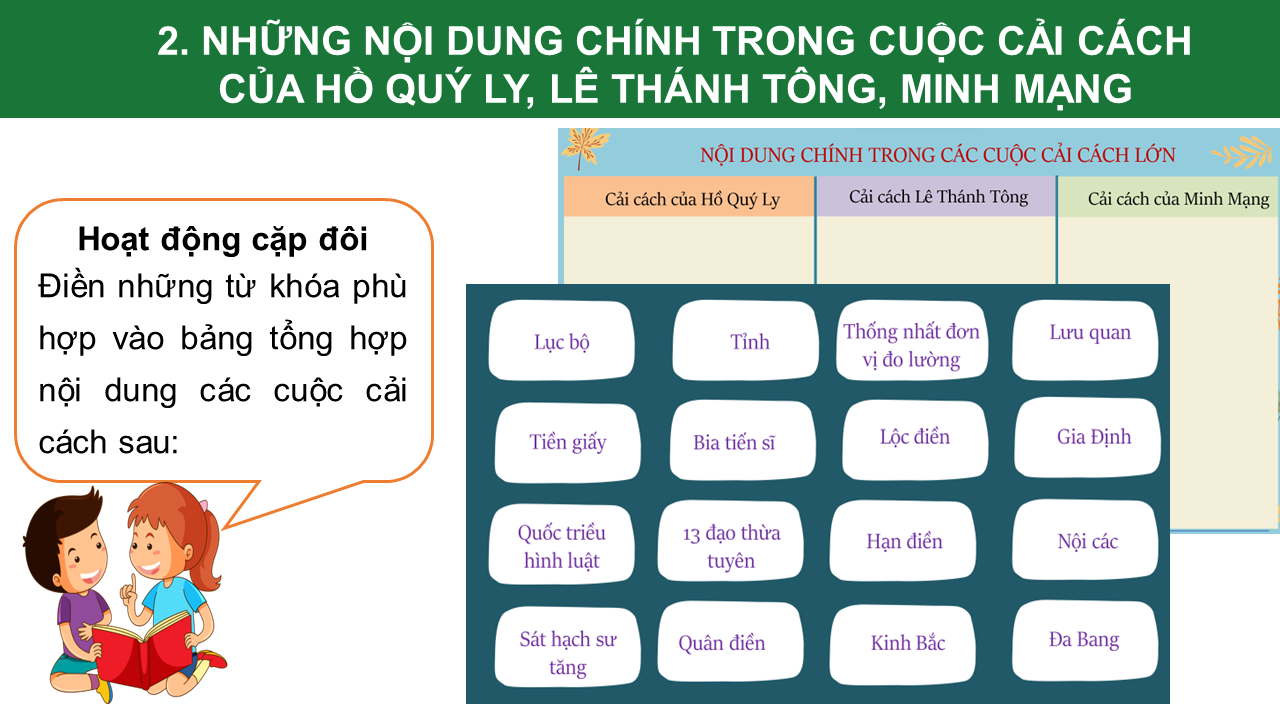 2. NHỮNG NỘI DUNG CHÍNH TRONG CUỘC CẢI CÁCH
CỦA HỒ QUÝ LY, LÊ THÁNH TÔNG, MINH MẠNG
NỘI DUNG CHÍNH TRONG CÁC CUỘC CẢI CÁCH LỚN
Cải cách của Hồ Quý Ly
Cải cách Lê Thánh Tông
Cải cách của Minh Mạng
Hoạt động cặp đôi
Điền những từ khóa phù
hợp vào bảng tổng hợp
nội dung các cuộc cải
cách sau:
Lục bộ
Tỉnh
Thống nhất đơn
vị đo lường
Lưu quan
Tiền giấy
Bia tiến sĩ
Lộc điền
Gia Định
Quốc triều
hình luật
13 đạo thừa
tuyên
Hạn điền
Nội các
Sát hạch sư
tăng
Quân điền
Kinh Bắc
Đa Bang